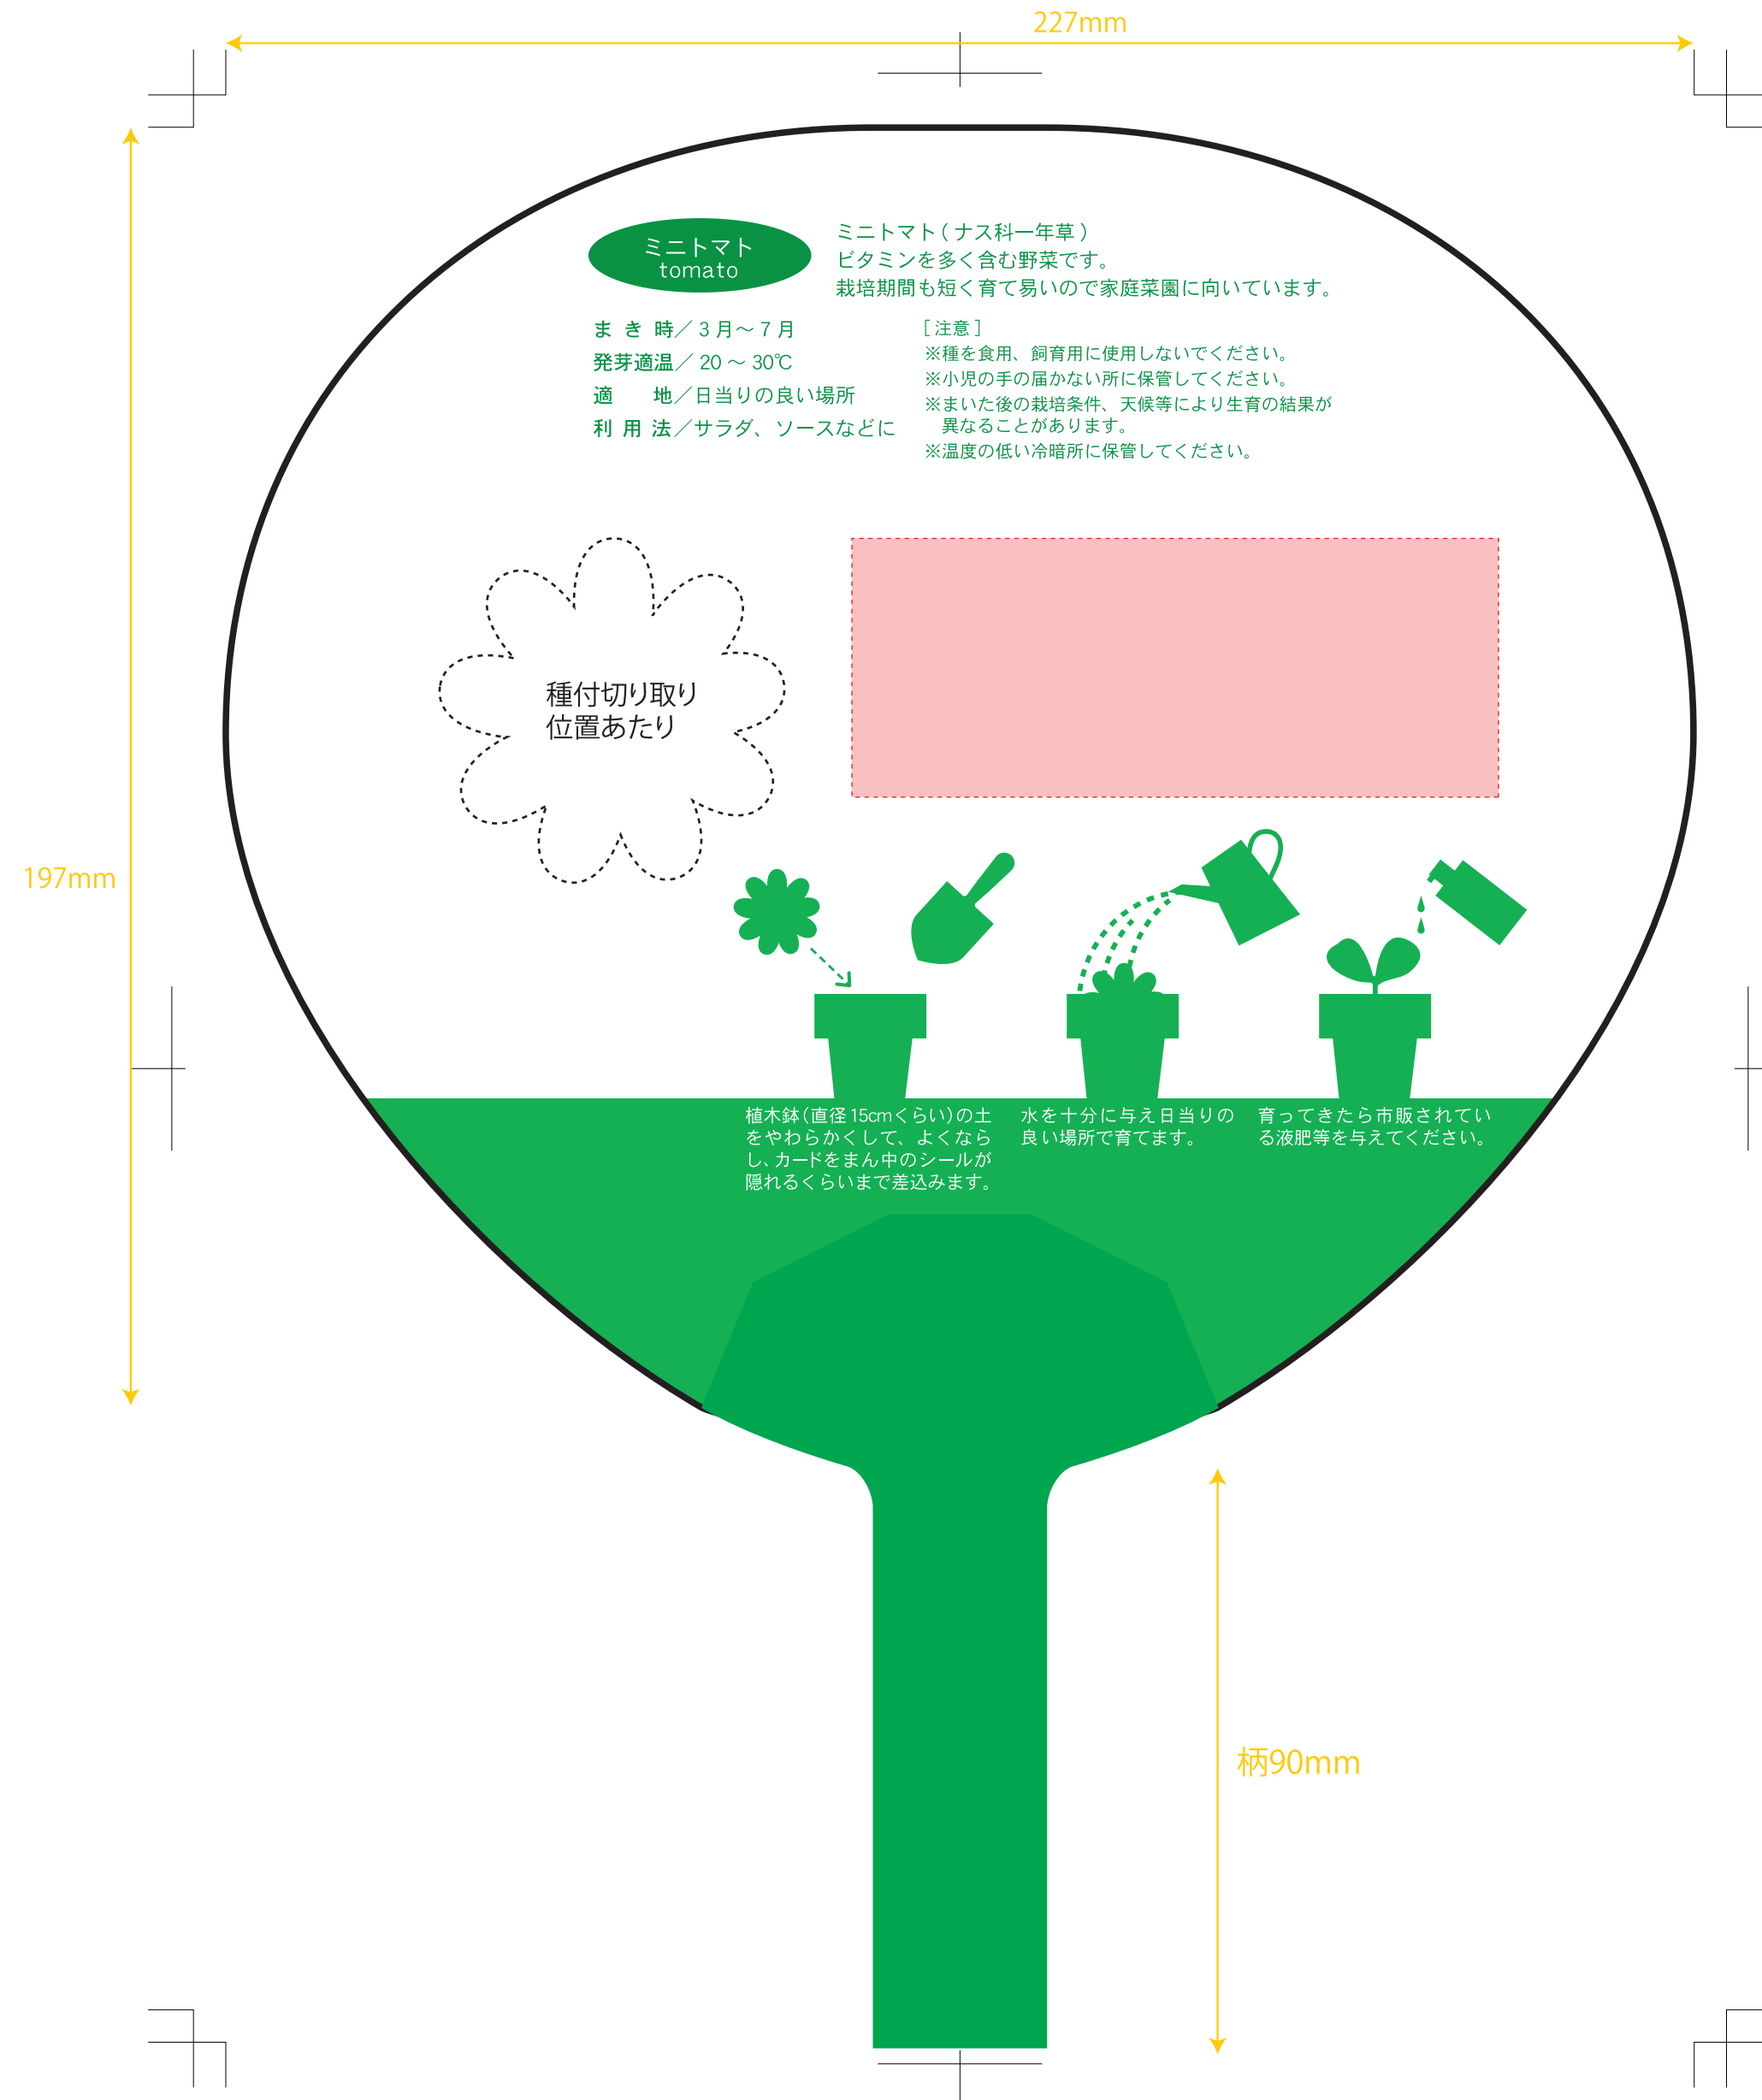 227mm
ミニトマト
tomato
ミニトマト(ナス科一年草)
ビタミンを多く含む野菜です。
栽培期間も短く育て易いので家庭菜園に向いています。
まき時／3月～7月
発芽適温／20～30℃
適地／日当りの良い場所
利用法／サラダ、ソースなどに
［注意］
※種を食用、飼育用に使用しないでください。
※小児の手の届かない所に保管してください。
※まいた後の栽培条件、天候等により生育の結果が
異なることがあります。
※温度の低い冷暗所に保管してください。
種付切り取り
位置あたり
197mm
植木鉢(直径15cmくらい)の土
をやわらかくして、よくなら
し、カードをまん中のシールが
隠れるくらいまで差込みます。
水を十分に与え日当りの
良い場所で育てます。
育ってきたら市販されてい
る液肥等を与えてください。
柄90mm